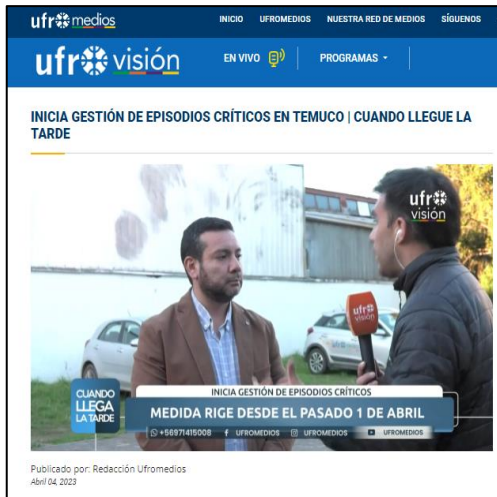 ufro medios
INICIO UFROMEDIOS NUESTRA RED DE MEDIOS SÍGUENOS
ufro visión EN VIVO PROGRAMAS
INICIA GESTIÓN DE EPISODIOS CRÍTICOS EN TEMUCO | CUANDO LLEGUE LA
TARDE
ufro
visión
ufro
visión
CUANDO
LLEGA
LA TARDE
INICIA GESTIÓN DE EPISODIOS CRÍTICOS
MEDIDA RIGE DESDE EL PASADO 1 DE ABRIL
+56971415008 UFROMEDIOS UFROMEDIOS UFROMEDIOS
Publicado por: Redacción Ufromedios
Abril 04, 2023